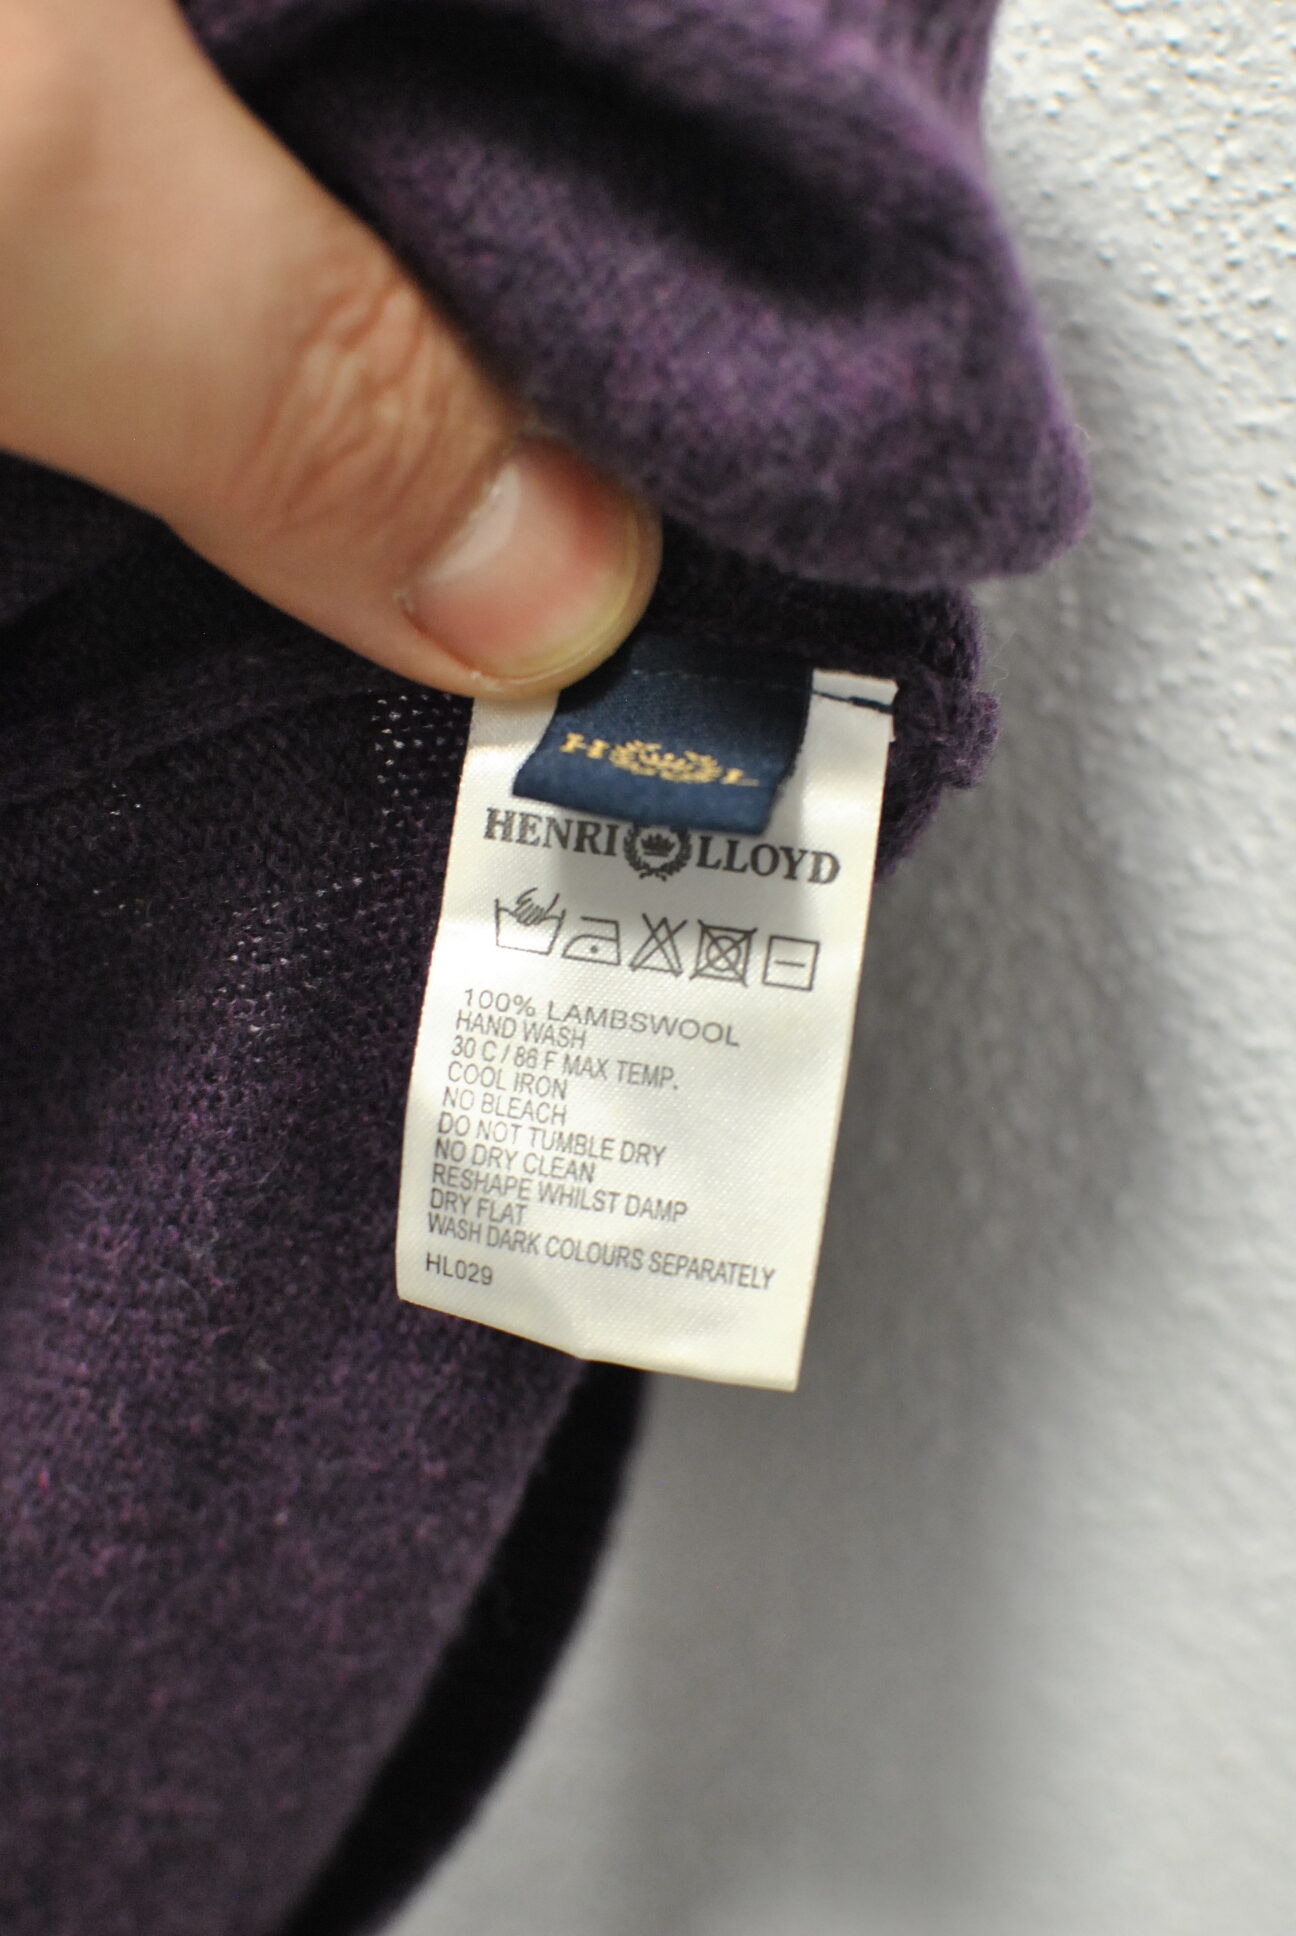 H L
HENRI LLOYD
100% LAMBSWOOL
HAND WASH
30 C / 86 F MAX TEMP.
COOL IRON
NO BLEACH
DO NOT TUMBLE DRY
NO DRY CLEAN
RESHAPE WHILST DAMP
DRY FLAT
WASH DARK COLOURS SEPARATELY
HL029